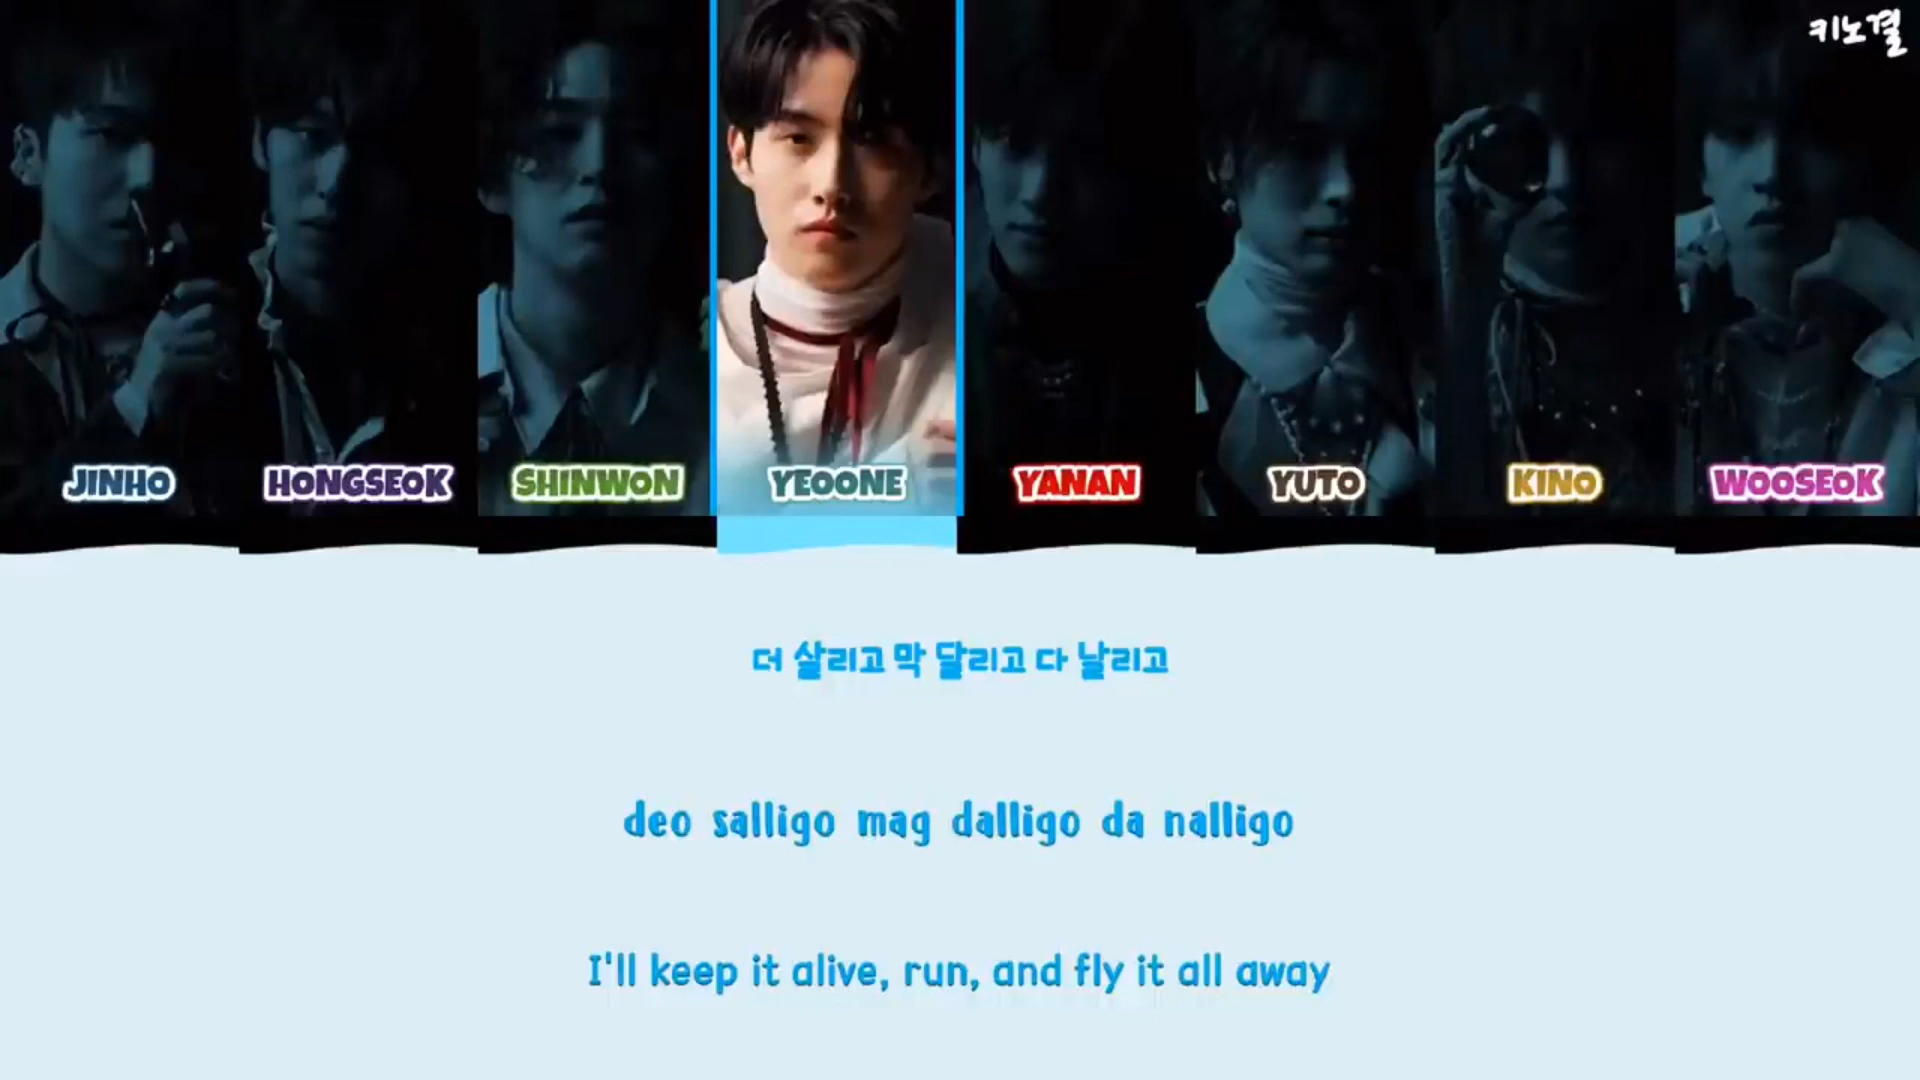 키노결
JINHO
HONGSEOK
SHINWON
YEOONE
YANAN
YUTO
KINO
WOOSEOK
더 살리고 막 달리고 다 날리고
deo salligo mag dalligo da nalligo
I'll keep it alive, run, and fly it all away